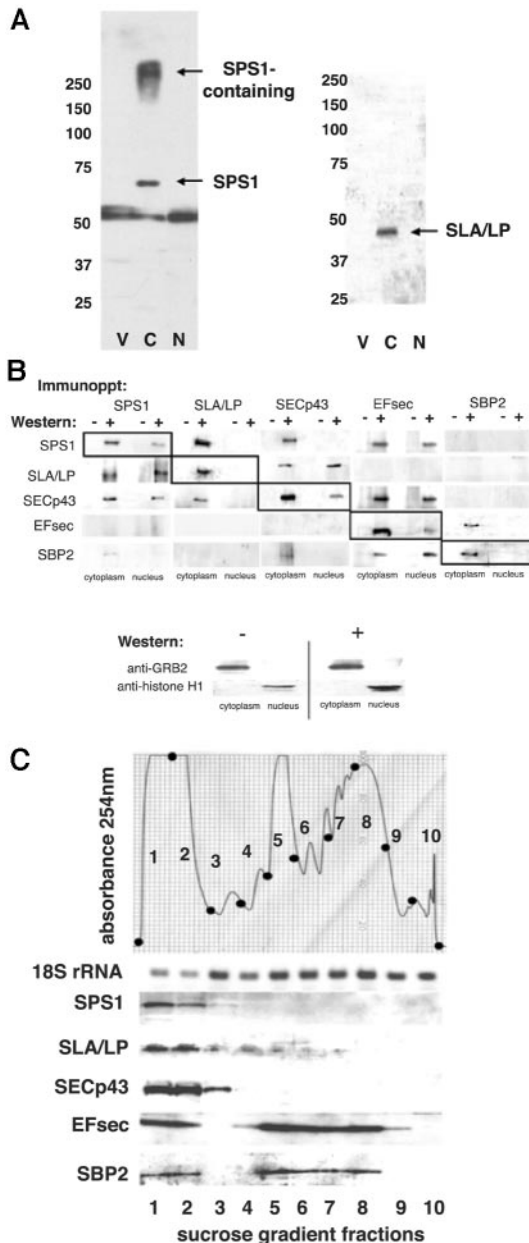 A
250
150
100
75
50
37
25
SPS1-
containing
SPS1
V C N
250
150
100
75
50
37
25
SLA/LP
V C N
B
Immunoppt:
SPS1 SLA/LP SECp43 EFsec SBP2
Western: - + - + - + - + - + - + - + - + - + - +
SPS1
SLA/LP
SECp43
EFsec
SBP2
cytoplasm nucleus cytoplasm nucleus cytoplasm nucleus cytoplasm nucleus cytoplasm nucleus
Western: - +
anti-GRB2
anti-histone H1
cytoplasm nucleus cytoplasm nucleus
C
absorbance 254nm
1 2 3 4 5 6 7 8 9 10
18S rRNA
SPS1
SLA/LP
SECp43
EFsec
SBP2
1 2 3 4 5 6 7 8 9 10
sucrose gradient fractions